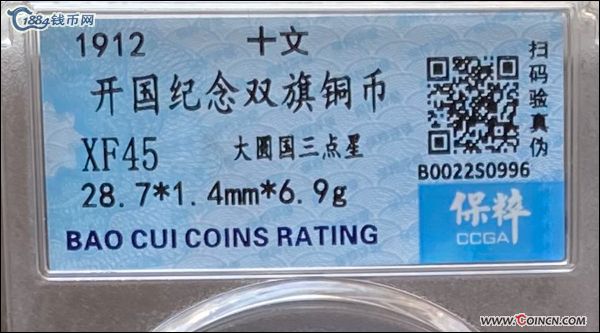 1884钱币网
1912 十文
开国纪念双旗铜币
XF45 大圆国三点星
28.7*1.4mm*6.9g
BAO CUI COINS RATING
扫码验真伪
B0022S0996
保粹
CCGA
www.COINCN.com